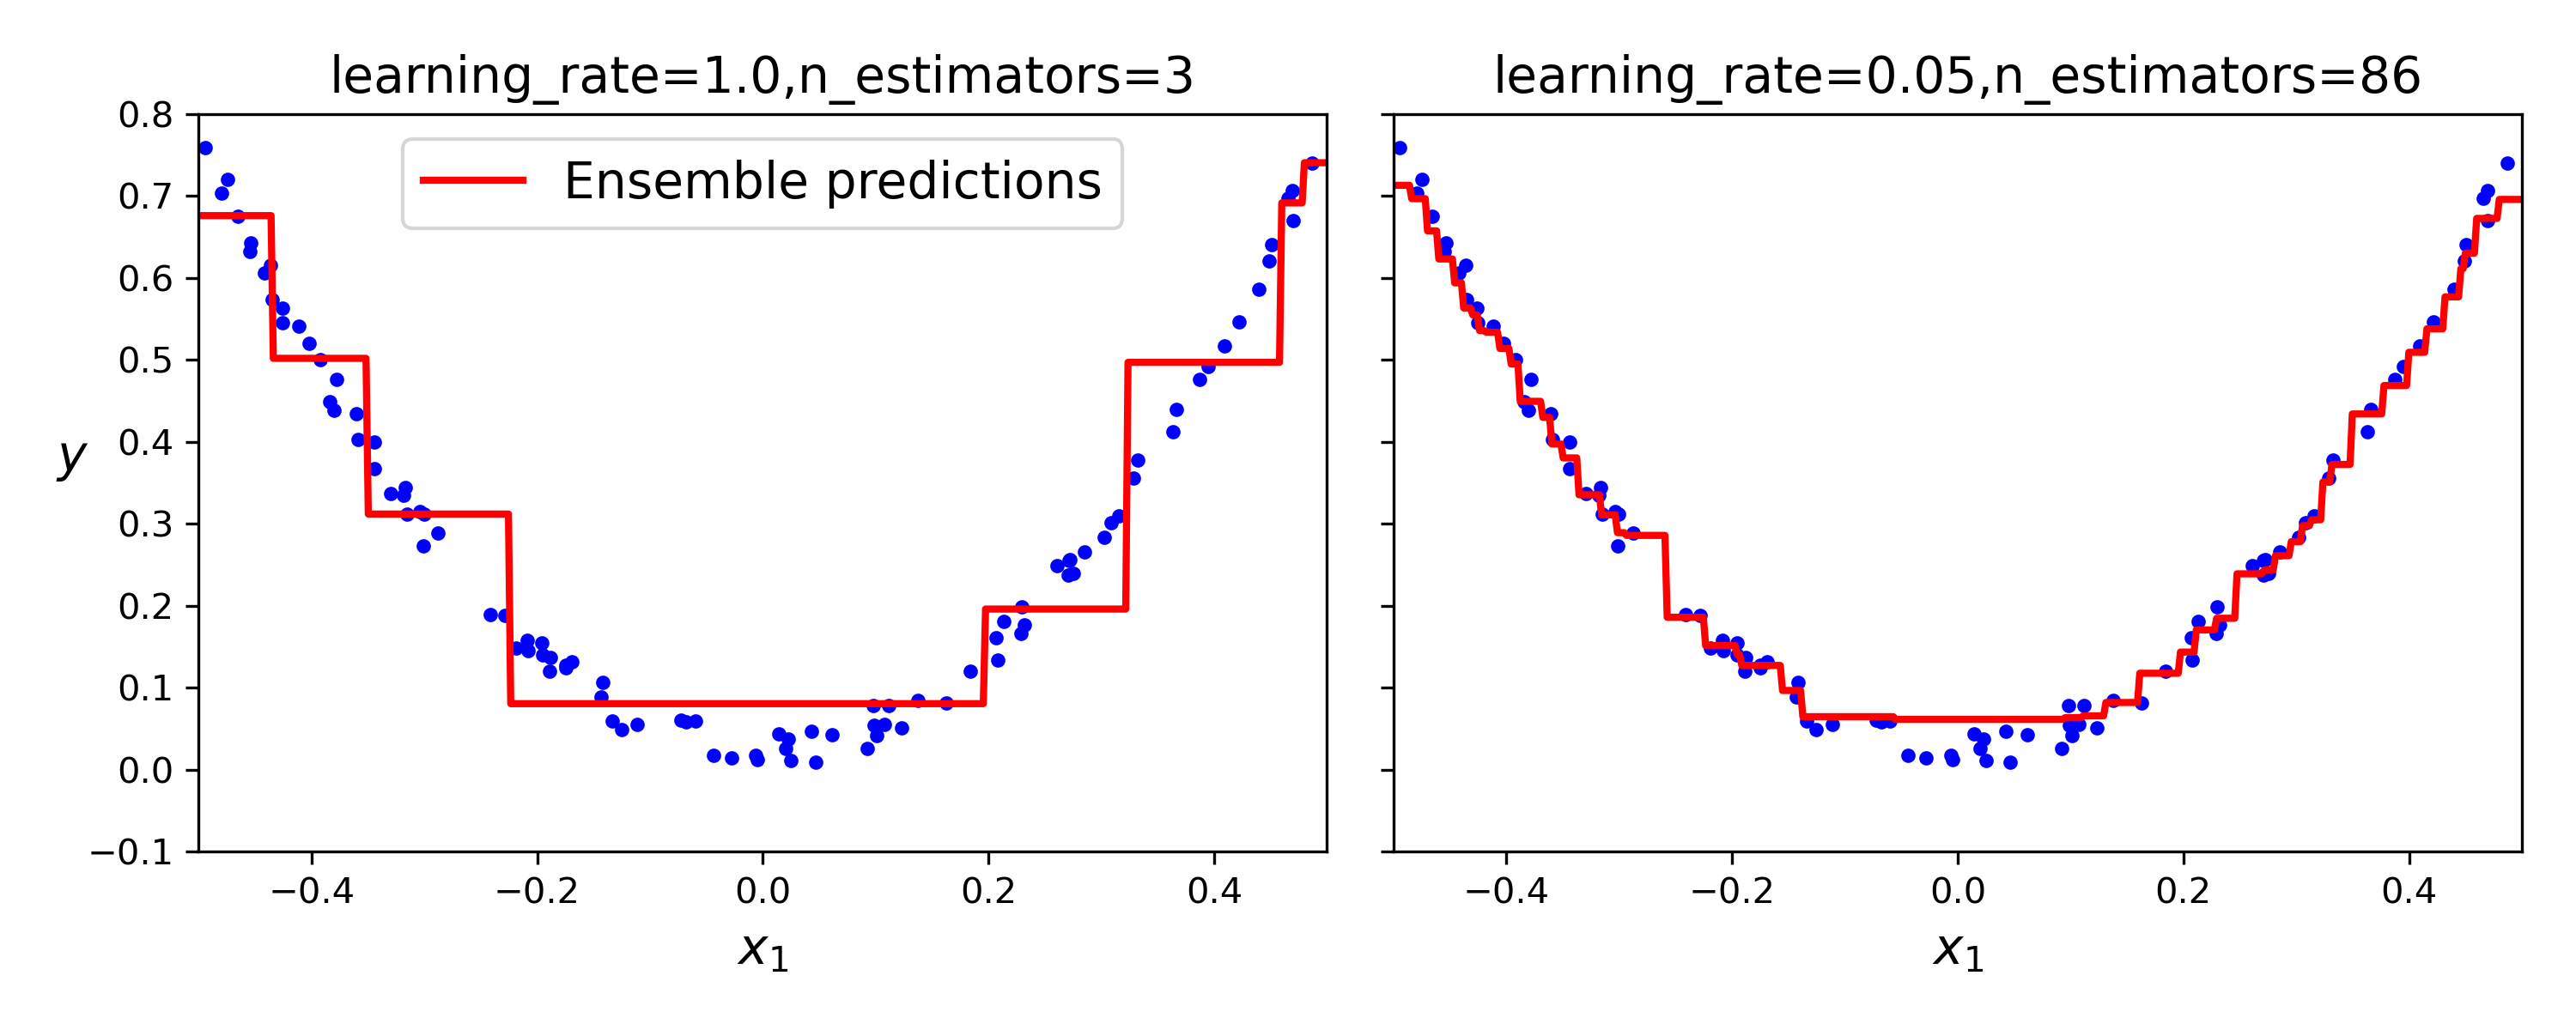 learning_rate=1.0,n_estimators=3
learning_rate=0.05,n_estimators=86
Ensemble predictions
0.8
0.7
0.6
0.5
0.4
0.3
0.2
0.1
0.0
−0.1
y
−0.4 −0.2 0.0 0.2 0.4
−0.4 −0.2 0.0 0.2 0.4
x₁
x₁